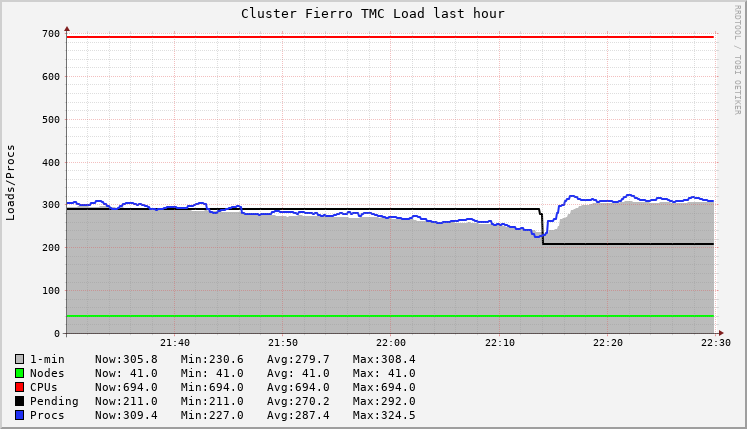 Cluster Fierro TMC Load last hour
RRDTOOL / TOBI OETIKER
Loads/Procs
700
600
500
400
300
200
100
0
21:40 21:50 22:00 22:10 22:20 22:30
1-min Now:305.8 Min:230.6 Avg:279.7 Max:308.4
Nodes Now: 41.0 Min: 41.0 Avg: 41.0 Max: 41.0
CPUs Now:694.0 Min:694.0 Avg:694.0 Max:694.0
Pending Now:211.0 Min:211.0 Avg:270.2 Max:292.0
Procs Now:309.4 Min:227.0 Avg:287.4 Max:324.5